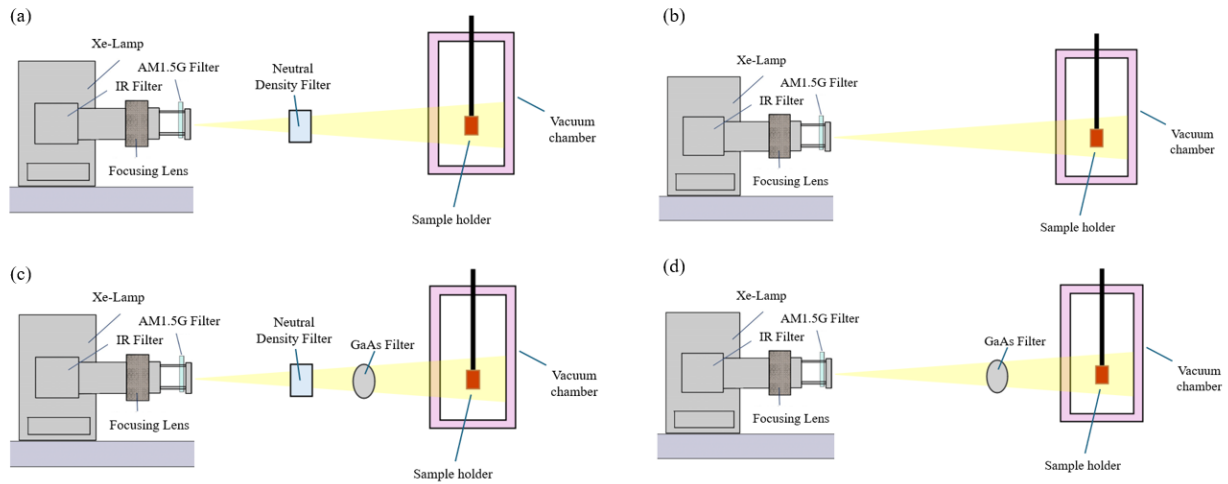 (a)
Xe-Lamp
AM1.5G Filter
IR Filter
Neutral
Density Filter
Vacuum
chamber
Focusing Lens
Sample holder
(b)
Xe-Lamp
AM1.5G Filter
IR Filter
Vacuum
chamber
Focusing Lens
Sample holder
(c)
Xe-Lamp
AM1.5G Filter
IR Filter
Neutral
Density Filter
GaAs Filter
Vacuum
chamber
Focusing Lens
Sample holder
(d)
Xe-Lamp
AM1.5G Filter
IR Filter
GaAs Filter
Vacuum
chamber
Focusing Lens
Sample holder